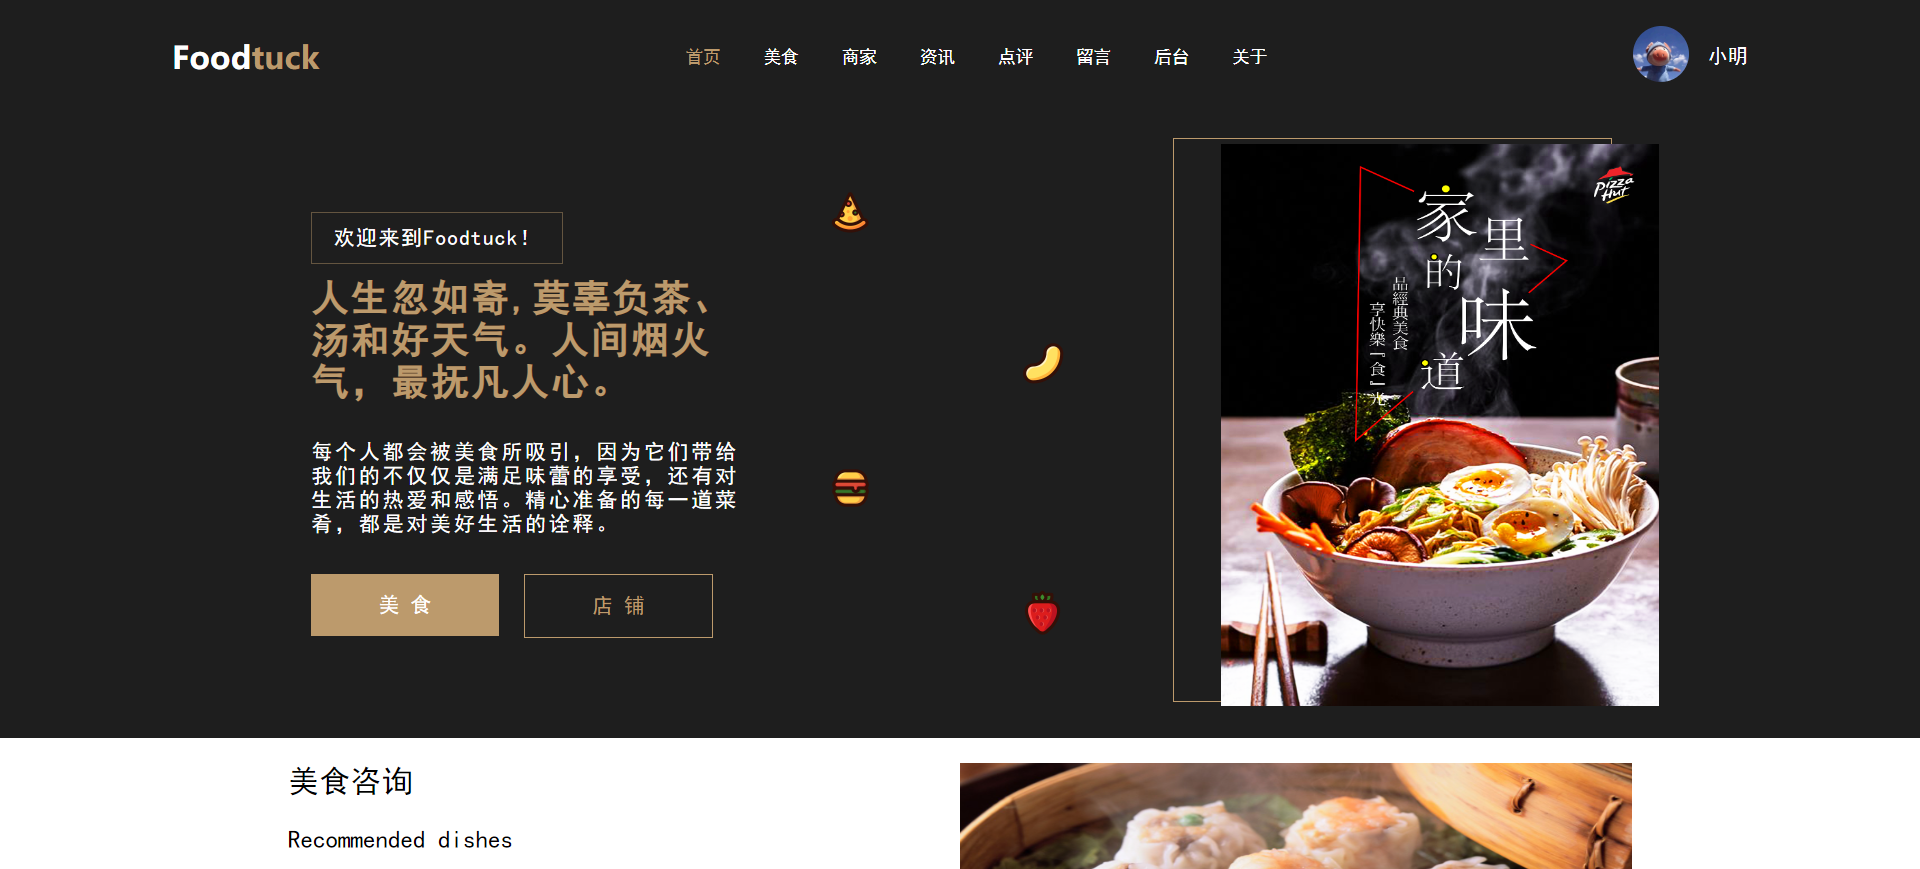 Foodtuck
首页 美食 商家 资讯 点评 留言 后台 关于
小明
欢迎来到Foodtuck!
人生忽如寄,莫辜负茶、
汤和好天气。人间烟火
气，最抚凡人心。
每个人都会被美食所吸引，因为它们带给
我们的不仅仅是满足味蕾的享受，还有对
生活的热爱和感悟。精心准备的每一道菜
肴，都是对美好生活的诠释。
美 食
店 铺
Pizza
Hut
家里的味道
品經典美食
享快樂『食』光
美食咨询
Recommended dishes